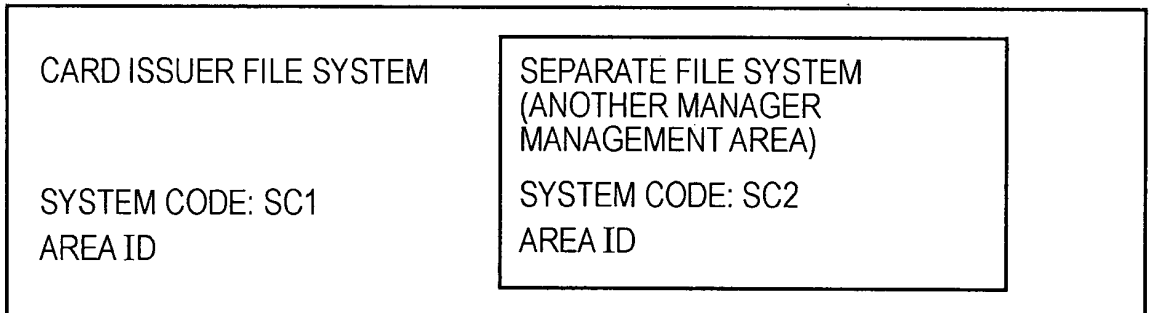 CARD ISSUER FILE SYSTEM
SYSTEM CODE: SC1
AREA ID
SEPARATE FILE SYSTEM
(ANOTHER MANAGER
MANAGEMENT AREA)
SYSTEM CODE: SC2
AREA ID